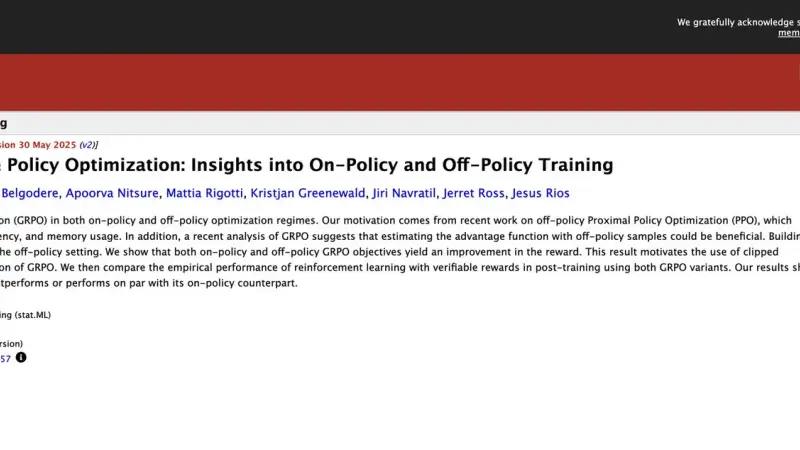 We gratefully acknowledge s
mem
g
sion 30 May 2025 (v2)]
Policy Optimization: Insights into On-Policy and Off-Policy Training
Belgodere, Apoorva Nitsure, Mattia Rigotti, Kristjan Greenewald, Jiri Navratil, Jerret Ross, Jesus Rios
on (GRPO) in both on-policy and off-policy optimization regimes. Our motivation comes from recent work on off-policy Proximal Policy Optimization (PPO), which
ency, and memory usage. In addition, a recent analysis of GRPO suggests that estimating the advantage function with off-policy samples could be beneficial. Building
he off-policy setting. We show that both on-policy and off-policy GRPO objectives yield an improvement in the reward. This result motivates the use of clipped
on of GRPO. We then compare the empirical performance of reinforcement learning with verifiable rewards in post-training using both GRPO variants. Our results sh
tperforms or performs on par with its on-policy counterpart.
ing (stat.ML)
rsion)
57